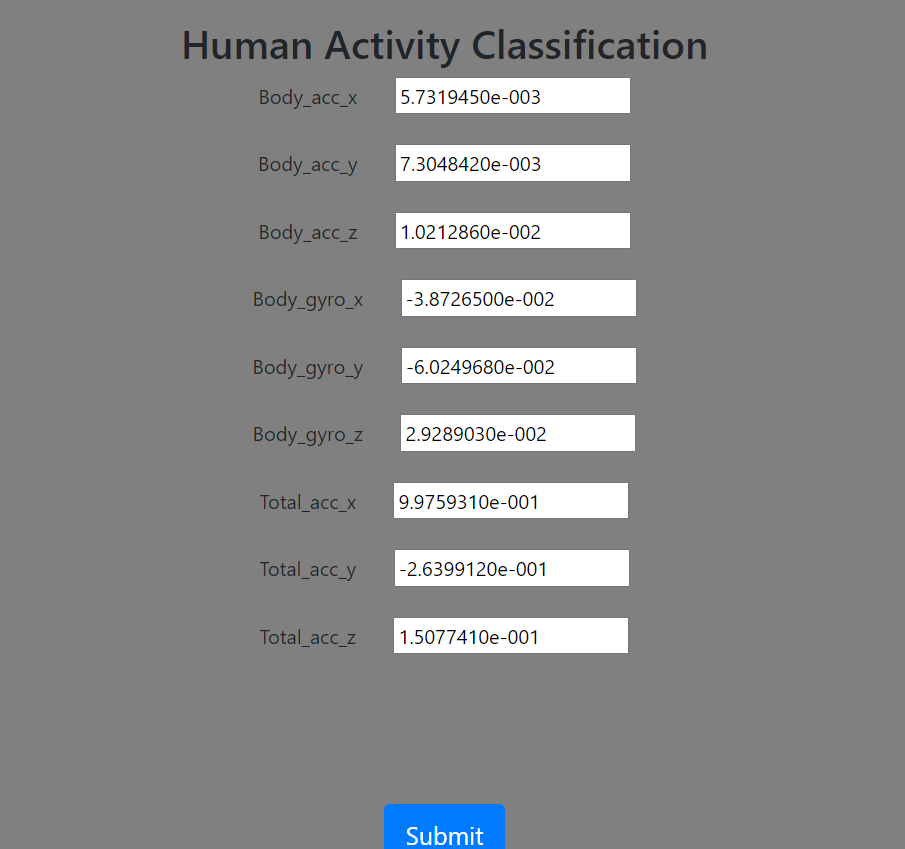 Human Activity Classification
Body_acc_x 5.7319450e-003
Body_acc_y 7.3048420e-003
Body_acc_z 1.0212860e-002
Body_gyro_x -3.8726500e-002
Body_gyro_y -6.0249680e-002
Body_gyro_z 2.9289030e-002
Total_acc_x 9.9759310e-001
Total_acc_y -2.6399120e-001
Total_acc_z 1.5077410e-001
Submit